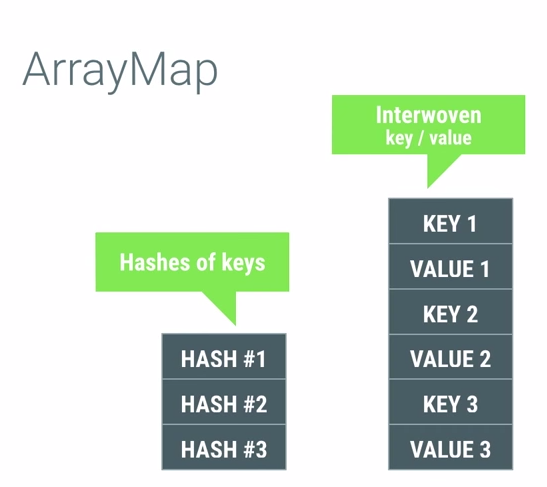 ArrayMap
Interwoven
key / value
Hashes of keys
KEY 1
VALUE 1
KEY 2
VALUE 2
KEY 3
VALUE 3
HASH #1
HASH #2
HASH #3